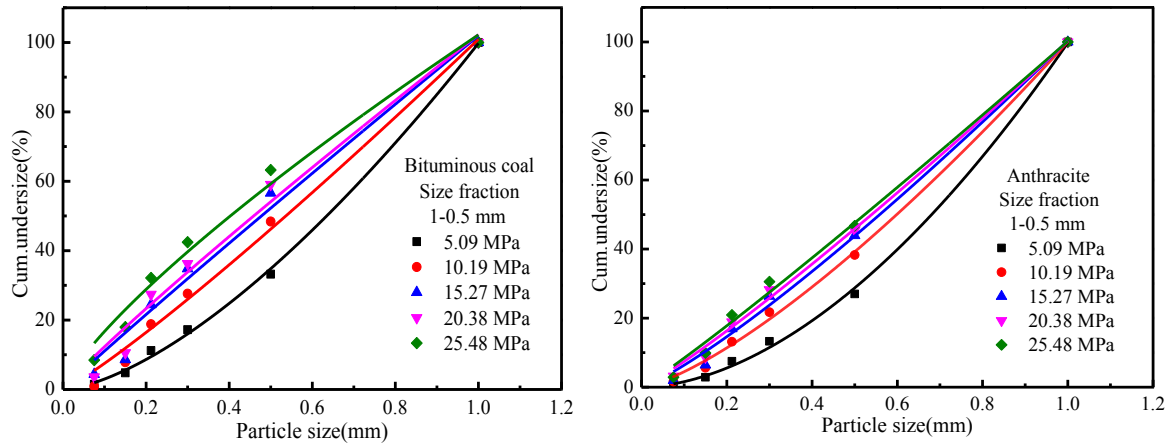 100
80
60
40
20
0
Cum.undersize(%)
Bituminous coal
Size fraction
1-0.5 mm
5.09 MPa
10.19 MPa
15.27 MPa
20.38 MPa
25.48 MPa
0.0 0.2 0.4 0.6 0.8 1.0 1.2
Particle size(mm)
100
80
60
40
20
0
Cum.undersize(%)
Anthracite
Size fraction
1-0.5 mm
5.09 MPa
10.19 MPa
15.27 MPa
20.38 MPa
25.48 MPa
0.0 0.2 0.4 0.6 0.8 1.0 1.2
Particle size(mm)